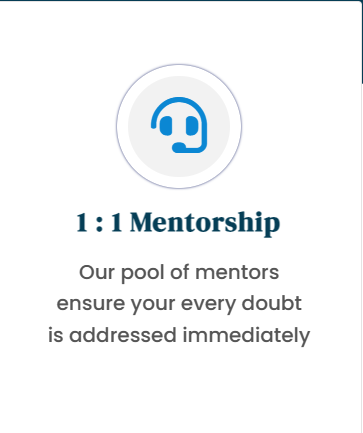 1 : 1 Mentorship
Our pool of mentors
ensure your every doubt
is addressed immediately